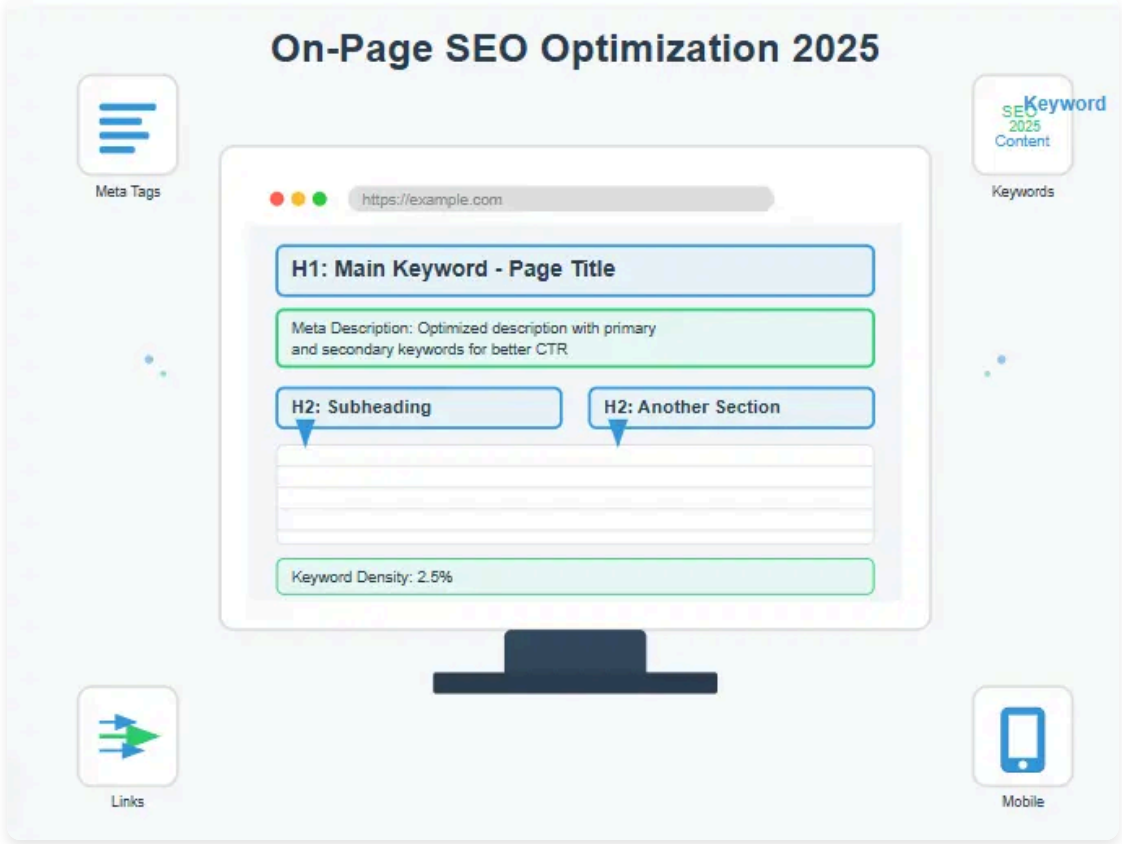 On-Page SEO Optimization 2025
Meta Tags
SEO
Keyword
2025
Content
Keywords
https://example.com
H1: Main Keyword - Page Title
Meta Description: Optimized description with primary
and secondary keywords for better CTR
H2: Subheading
H2: Another Section
Keyword Density: 2.5%
Links
Mobile